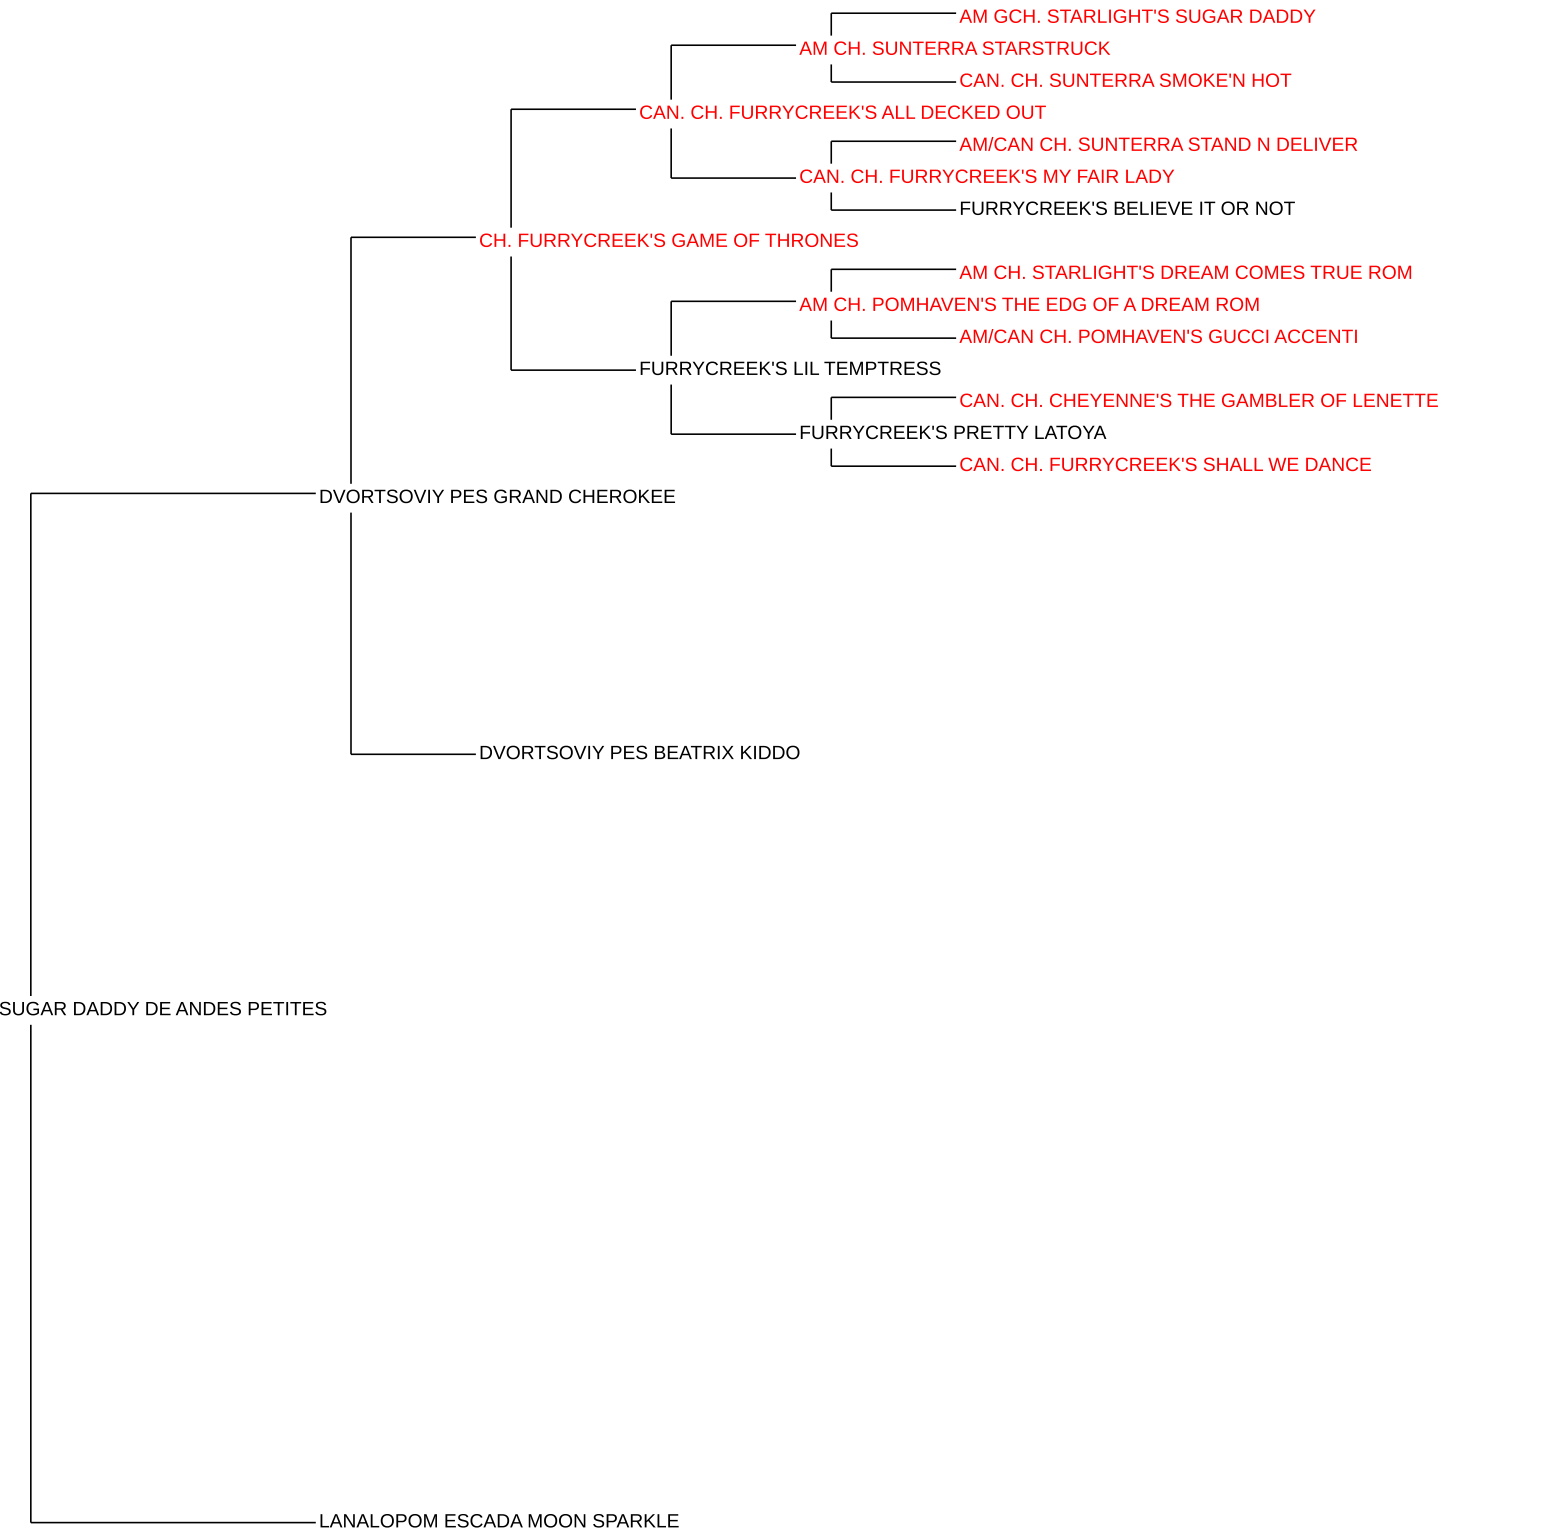 AM GCH. STARLIGHT'S SUGAR DADDY
AM CH. SUNTERRA STARSTRUCK
CAN. CH. SUNTERRA SMOKE'N HOT
CAN. CH. FURRYCREEK'S ALL DECKED OUT
AM/CAN CH. SUNTERRA STAND N DELIVER
CAN. CH. FURRYCREEK'S MY FAIR LADY
FURRYCREEK'S BELIEVE IT OR NOT
CH. FURRYCREEK'S GAME OF THRONES
AM CH. STARLIGHT'S DREAM COMES TRUE ROM
AM CH. POMHAVEN'S THE EDG OF A DREAM ROM
AM/CAN CH. POMHAVEN'S GUCCI ACCENTI
FURRYCREEK'S LIL TEMPTRESS
CAN. CH. CHEYENNE'S THE GAMBLER OF LENETTE
FURRYCREEK'S PRETTY LATOYA
CAN. CH. FURRYCREEK'S SHALL WE DANCE
DVORTSOVIY PES GRAND CHEROKEE
DVORTSOVIY PES BEATRIX KIDDO
SUGAR DADDY DE ANDES PETITES
LANALOPOM ESCADA MOON SPARKLE